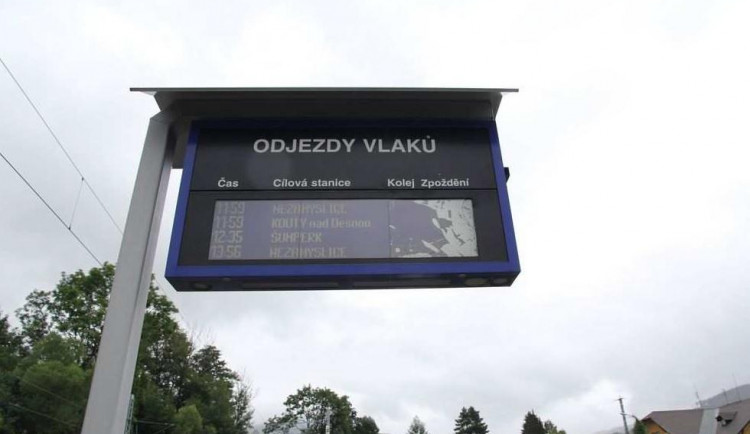 ODJEZDY VLAKŮ
Čas Cílová stanice Kolej Zpoždění
11:59 NEZAMYSLICE
11:59 KOUTY nad Desnou
12:35 ŠUMPERK
13:56 NEZAMYSLICE